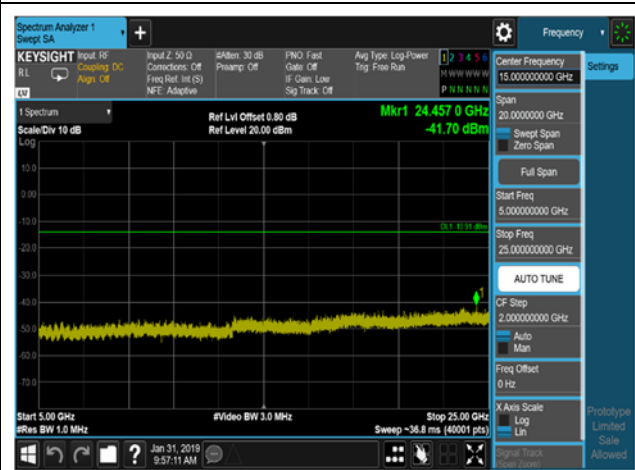 Spectrum Analyzer 1
Swept SA
+
Frequency
KEYSIGHT
RL
Input: RF
Coupling: DC
Align: Off
Input Z: 50 Ω
Corrections: Off
Freq Ref: Int (S)
NFE: Adaptive
#Atten: 30 dB
Preamp: Off
PNO: Fast
Gate: Off
IF Gain: Low
Sig Track: Off
Avg Type: Log-Power
Trig: Free Run
1 2 3 4 5 6
M W W W W W
P N N N N N
LXI
1 Spectrum
Scale/Div 10 dB
Log
Ref Lvl Offset 0.80 dB
Ref Level 20.00 dBm
Mkr1 24.457 0 GHz
-41.70 dBm
10.0
0.00
-10.0
-20.0
-30.0
-40.0
-50.0
-60.0
-70.0
1
Start 5.00 GHz
#Res BW 1.0 MHz
#Video BW 3.0 MHz
Stop 25.00 GHz
Sweep ~36.8 ms (40001 pts)
?
Jan 31, 2019
9:57:11 AM
Center Frequency
15.000000000 GHz
Span
20.0000000 GHz
Swept Span
Zero Span
Full Span
Start Freq
5.000000000 GHz
Stop Freq
25.000000000 GHz
AUTO TUNE
CF Step
2.000000000 GHz
Auto
Man
Freq Offset
0 Hz
X Axis Scale
Log
Lin
Signal Track
(Span Zoom)
Settings
Prototype
Limited
Sale
Allowed